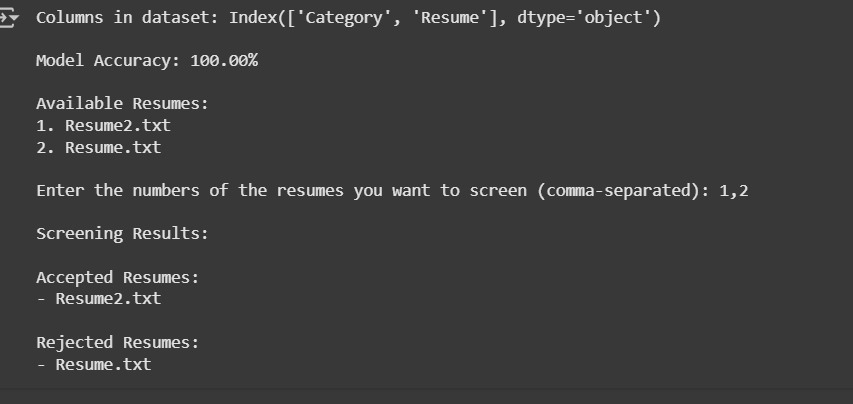 Columns in dataset: Index(['Category', 'Resume'], dtype='object')
Model Accuracy: 100.00%
Available Resumes:
1. Resume2.txt
2. Resume.txt
Enter the numbers of the resumes you want to screen (comma-separated): 1,2
Screening Results:
Accepted Resumes:
- Resume2.txt
Rejected Resumes:
- Resume.txt